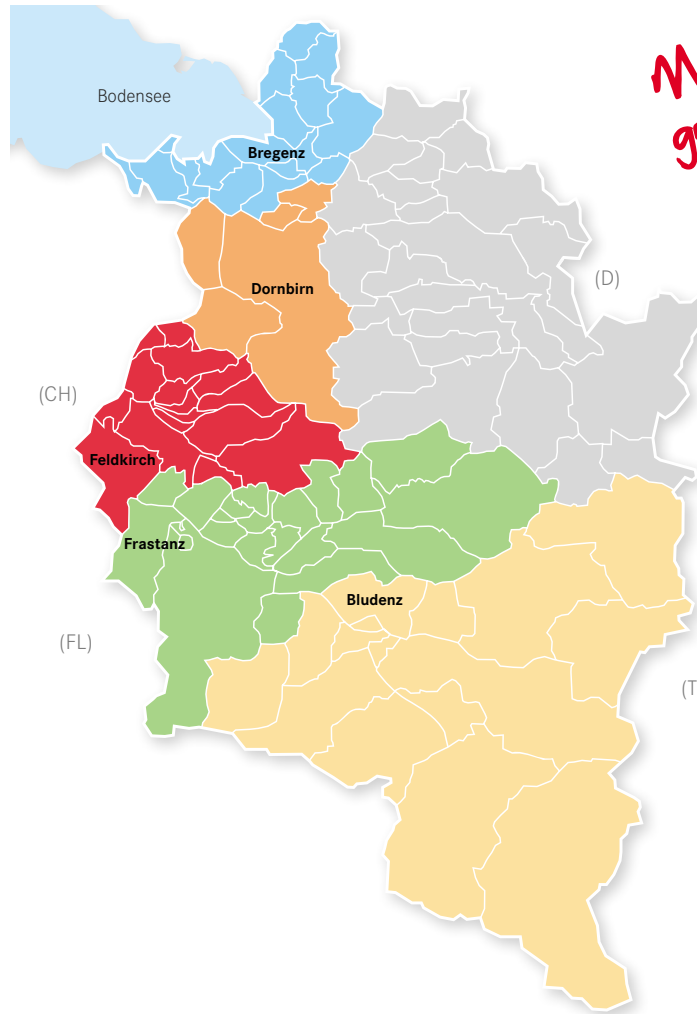 Bodensee
Bregenz
(D)
Dornbirn
(CH)
Feldkirch
Frastanz
Bludenz
(FL)